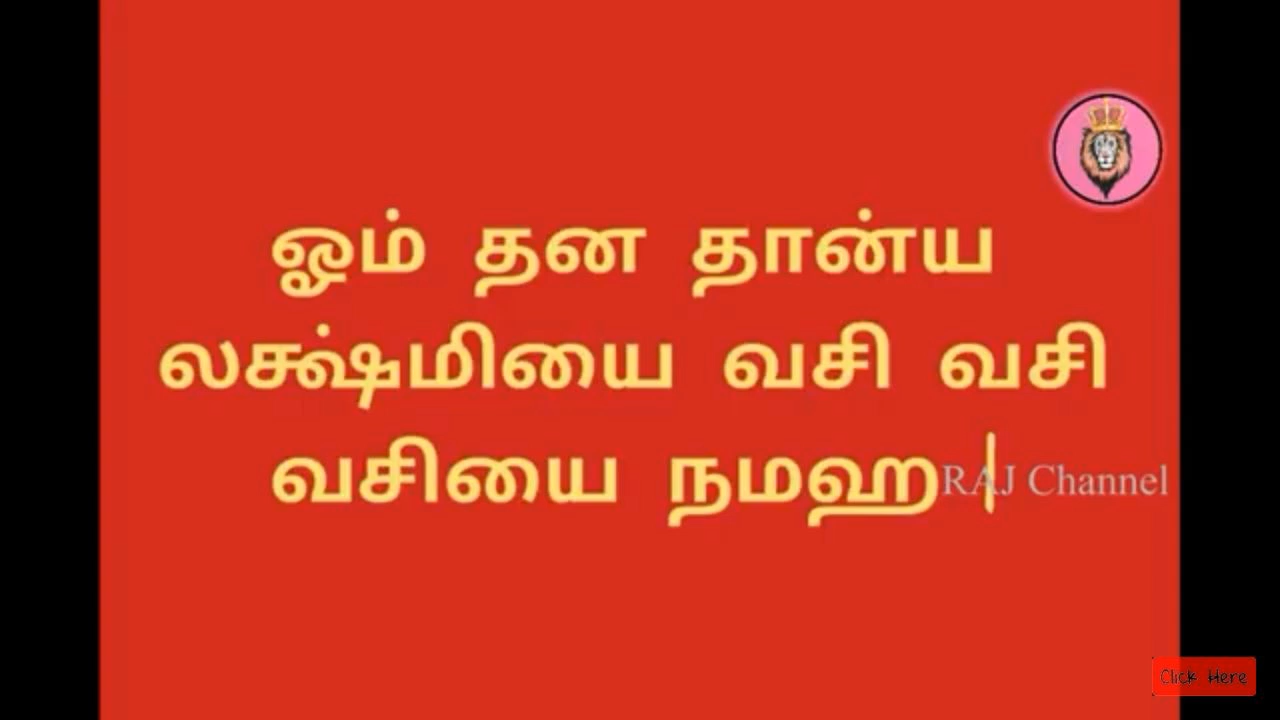 ஓம் தன தான்ய
லக்ஷ்மியை வசி வசி
வசியை நமஹ |
RAJ Channel
Click Here